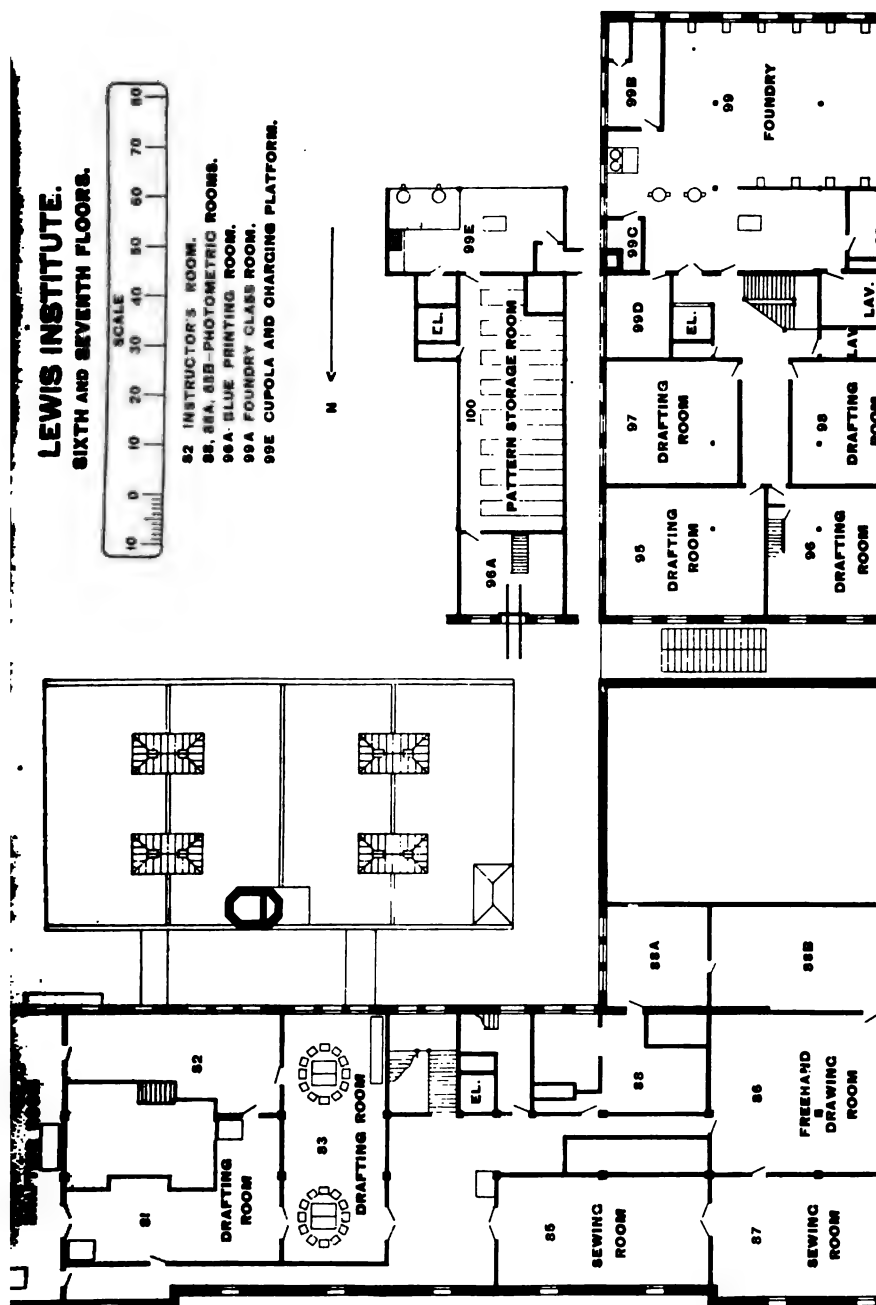 LEWIS INSTITUTE.
SIXTH AND SEVENTH FLOORS.
SCALE
10 0 10 20 30 40 50 60 70 80
82 INSTRUCTOR'S ROOM.
88, 88A, 88B-PHOTOMETRIC ROOMS.
96A- BLUE PRINTING ROOM.
99A FOUNDRY CLASS ROOM.
99E CUPOLA AND CHARGING PLATFORM.
N
EL.
99E
100
PATTERN STORAGE ROOM
96A
99B
99
FOUNDRY
99C
99D
EL.
LAV.
LAV
97
DRAFTING
ROOM
98
DRAFTING
ROOM
95
DRAFTING
ROOM
96
DRAFTING
ROOM
88A
88B
ROOM
82
81
DRAFTING
ROOM
83
DRAFTING ROOM
EL.
88
86
FREEHAND
DRAWING
ROOM
85
SEWING
ROOM
87
SEWING
ROOM